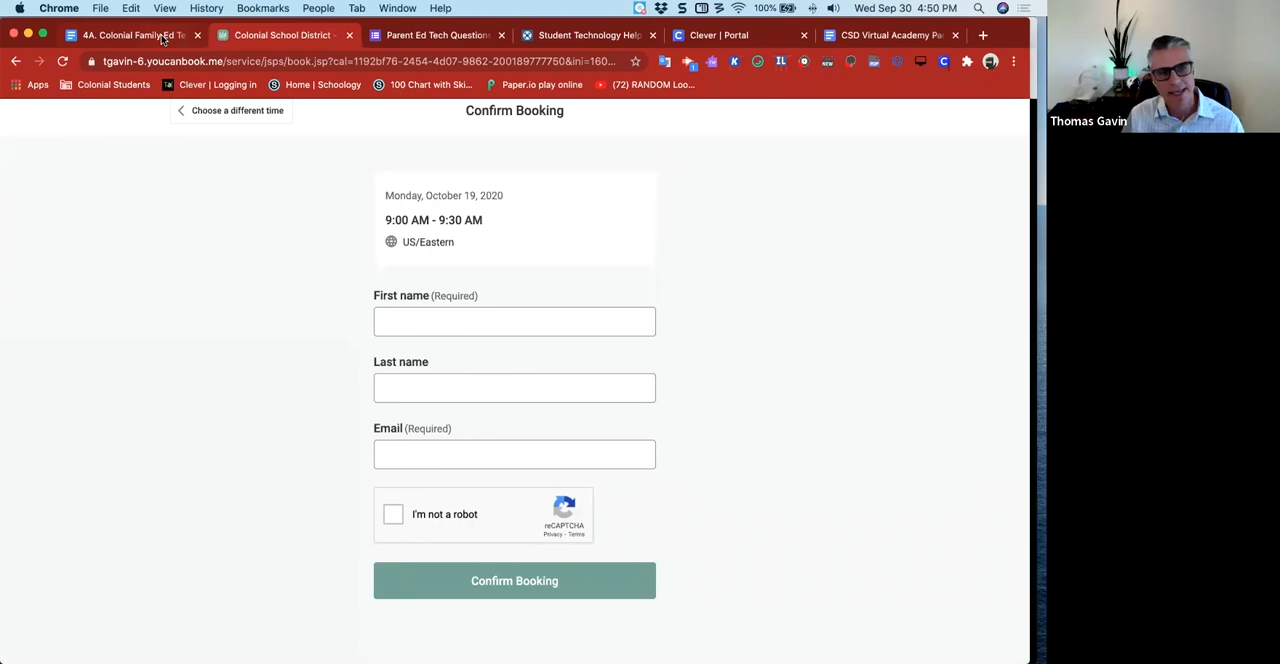 Chrome File Edit View History Bookmarks People Tab Window Help 100% Wed Sep 30 4:50 PM
4A. Colonial Family Ed Te Colonial School District - Parent Ed Tech Question Student Technology Help Clever | Portal CSD Virtual Academy Pa
tgavin-6.youcanbook.me/service/jsps/book.jsp?cal=1192bf76-2454-4d07-9862-200189777750&ini=160...
Apps Colonial Students Clever | Logging in Home | Schoology 100 Chart with Ski... Paper.io play online (72) RANDOM Loo...
Choose a different time Confirm Booking
Thomas Gavin
Monday, October 19, 2020
9:00 AM - 9:30 AM
US/Eastern
First name (Required)
Last name
Email (Required)
I'm not a robot
reCAPTCHA
Privacy - Terms
Confirm Booking